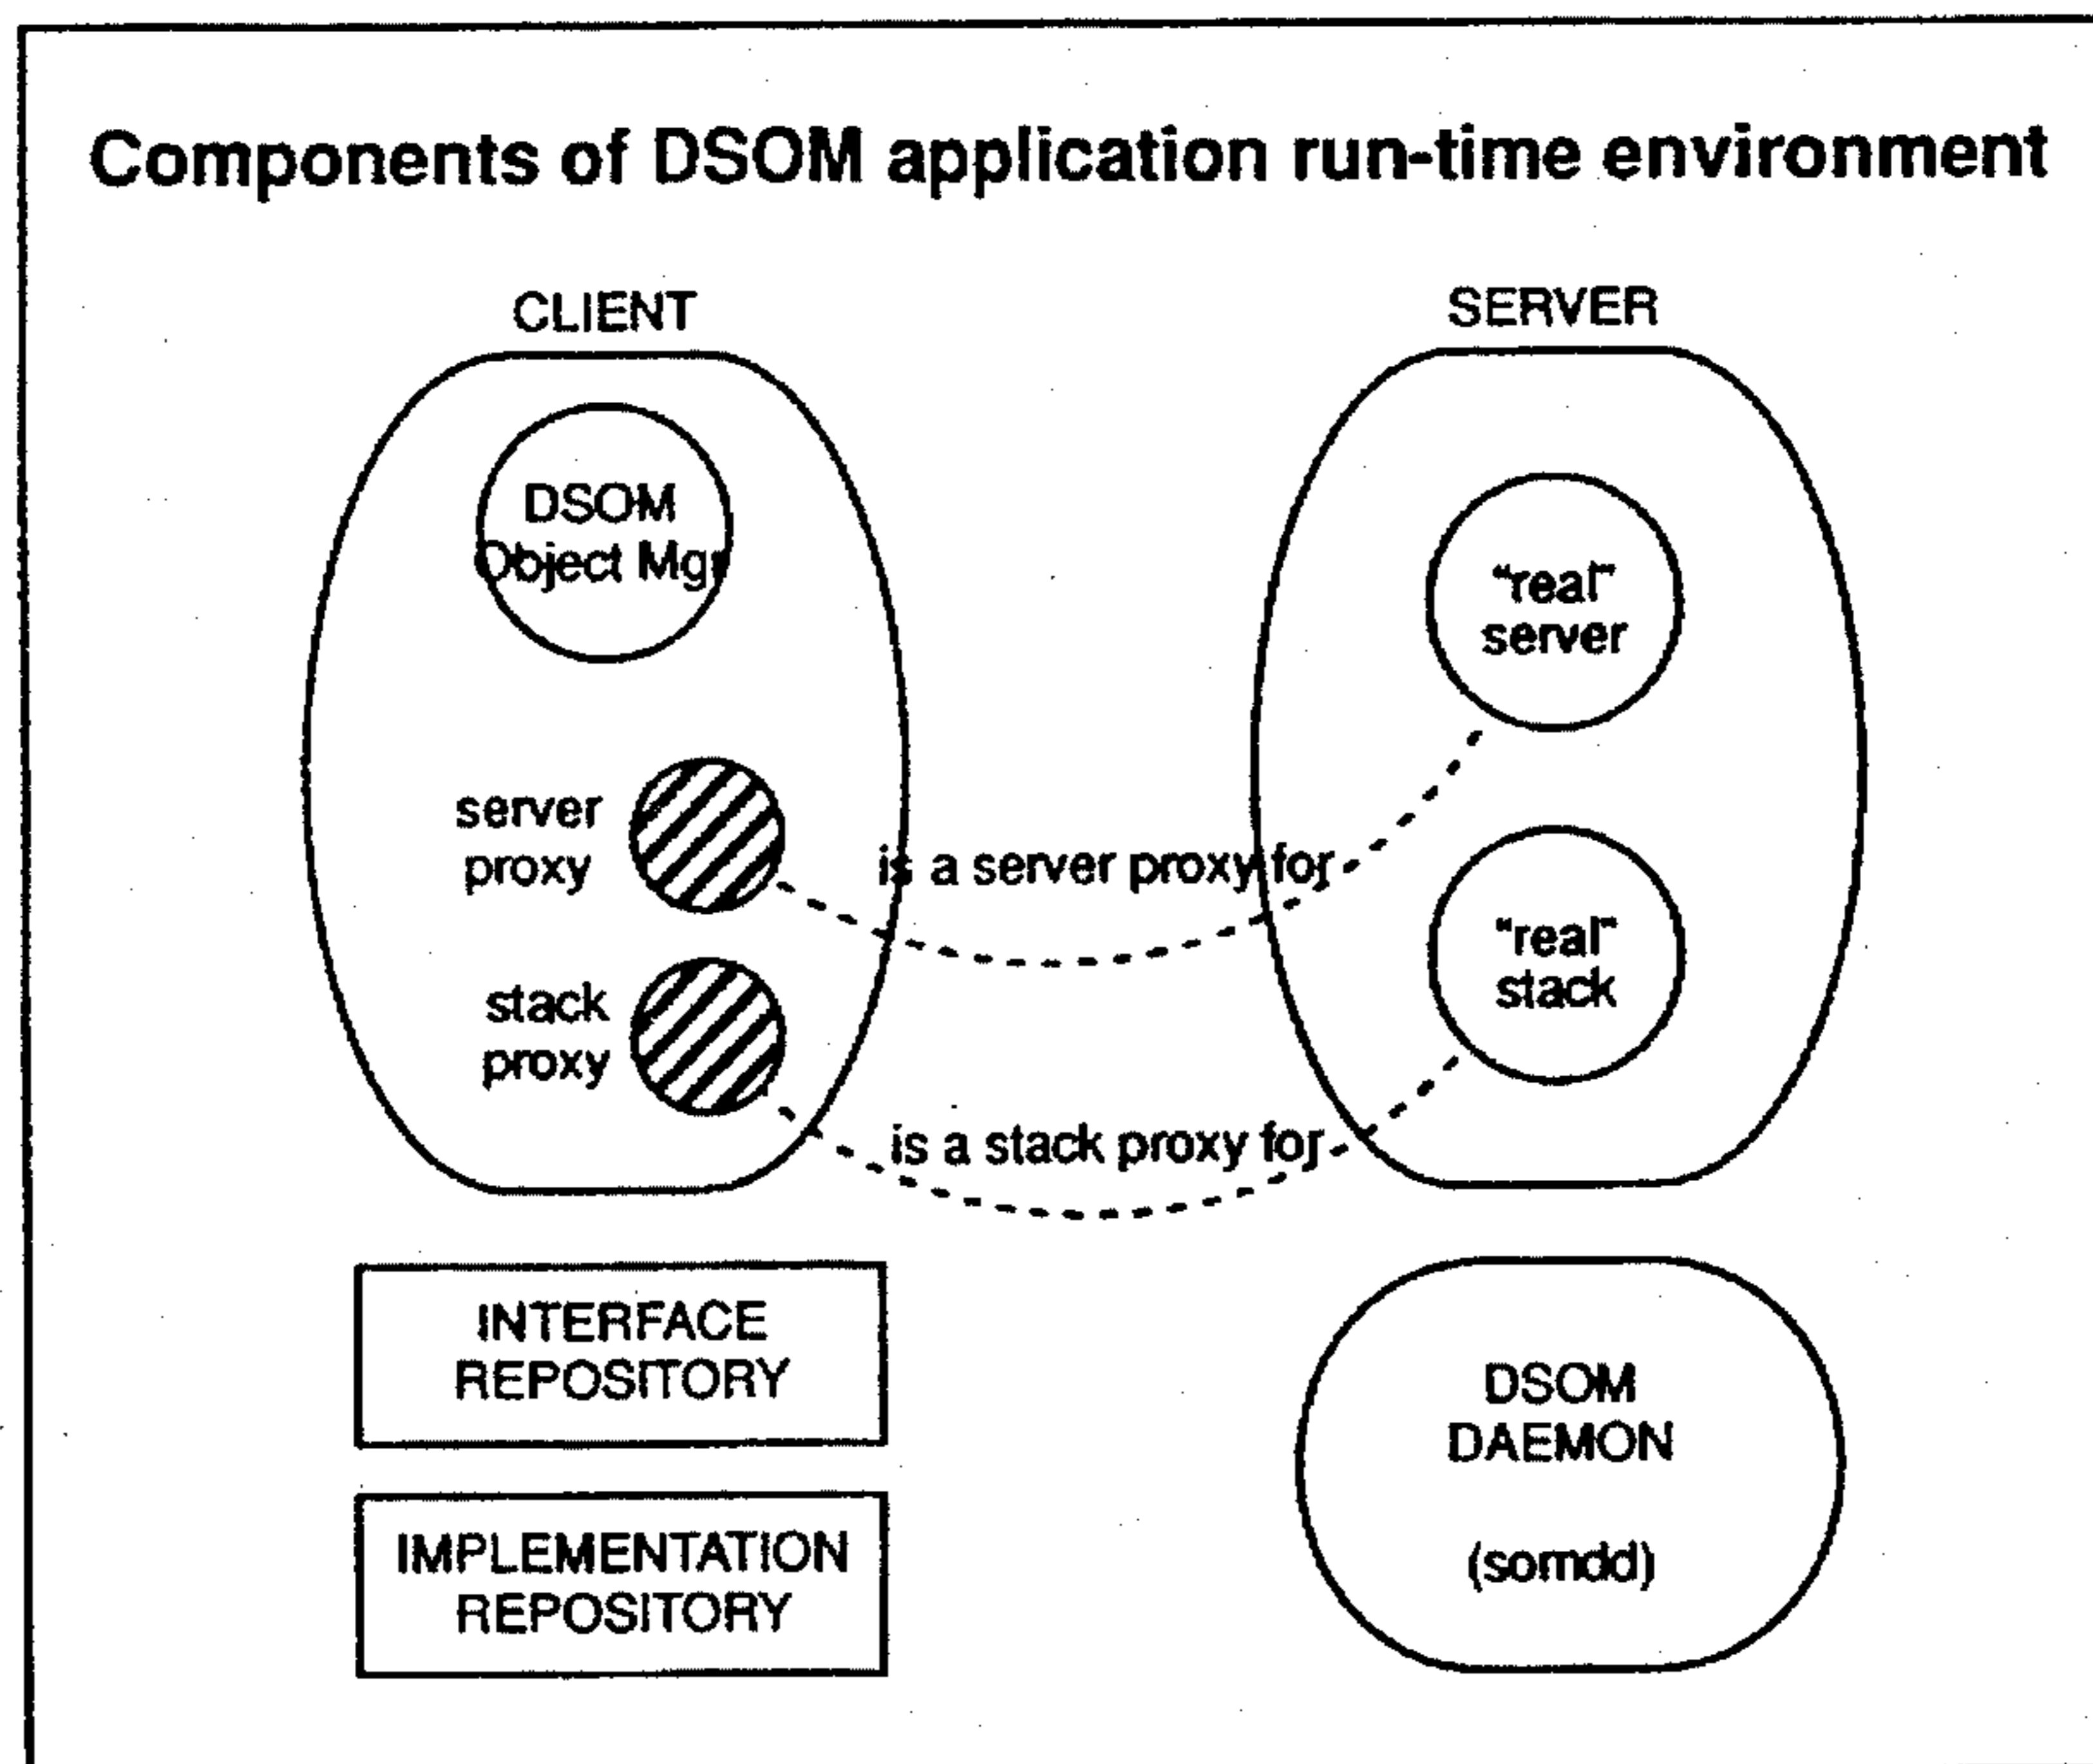 Components of DSOM application run-time environment
CLIENT
SERVER
DSOM
Object Mgr
"real"
server
server
proxy
is a server proxy for
"real"
stack
stack
proxy
is a stack proxy for
INTERFACE
REPOSITORY
DSOM
DAEMON
(somdd)
IMPLEMENTATION
REPOSITORY